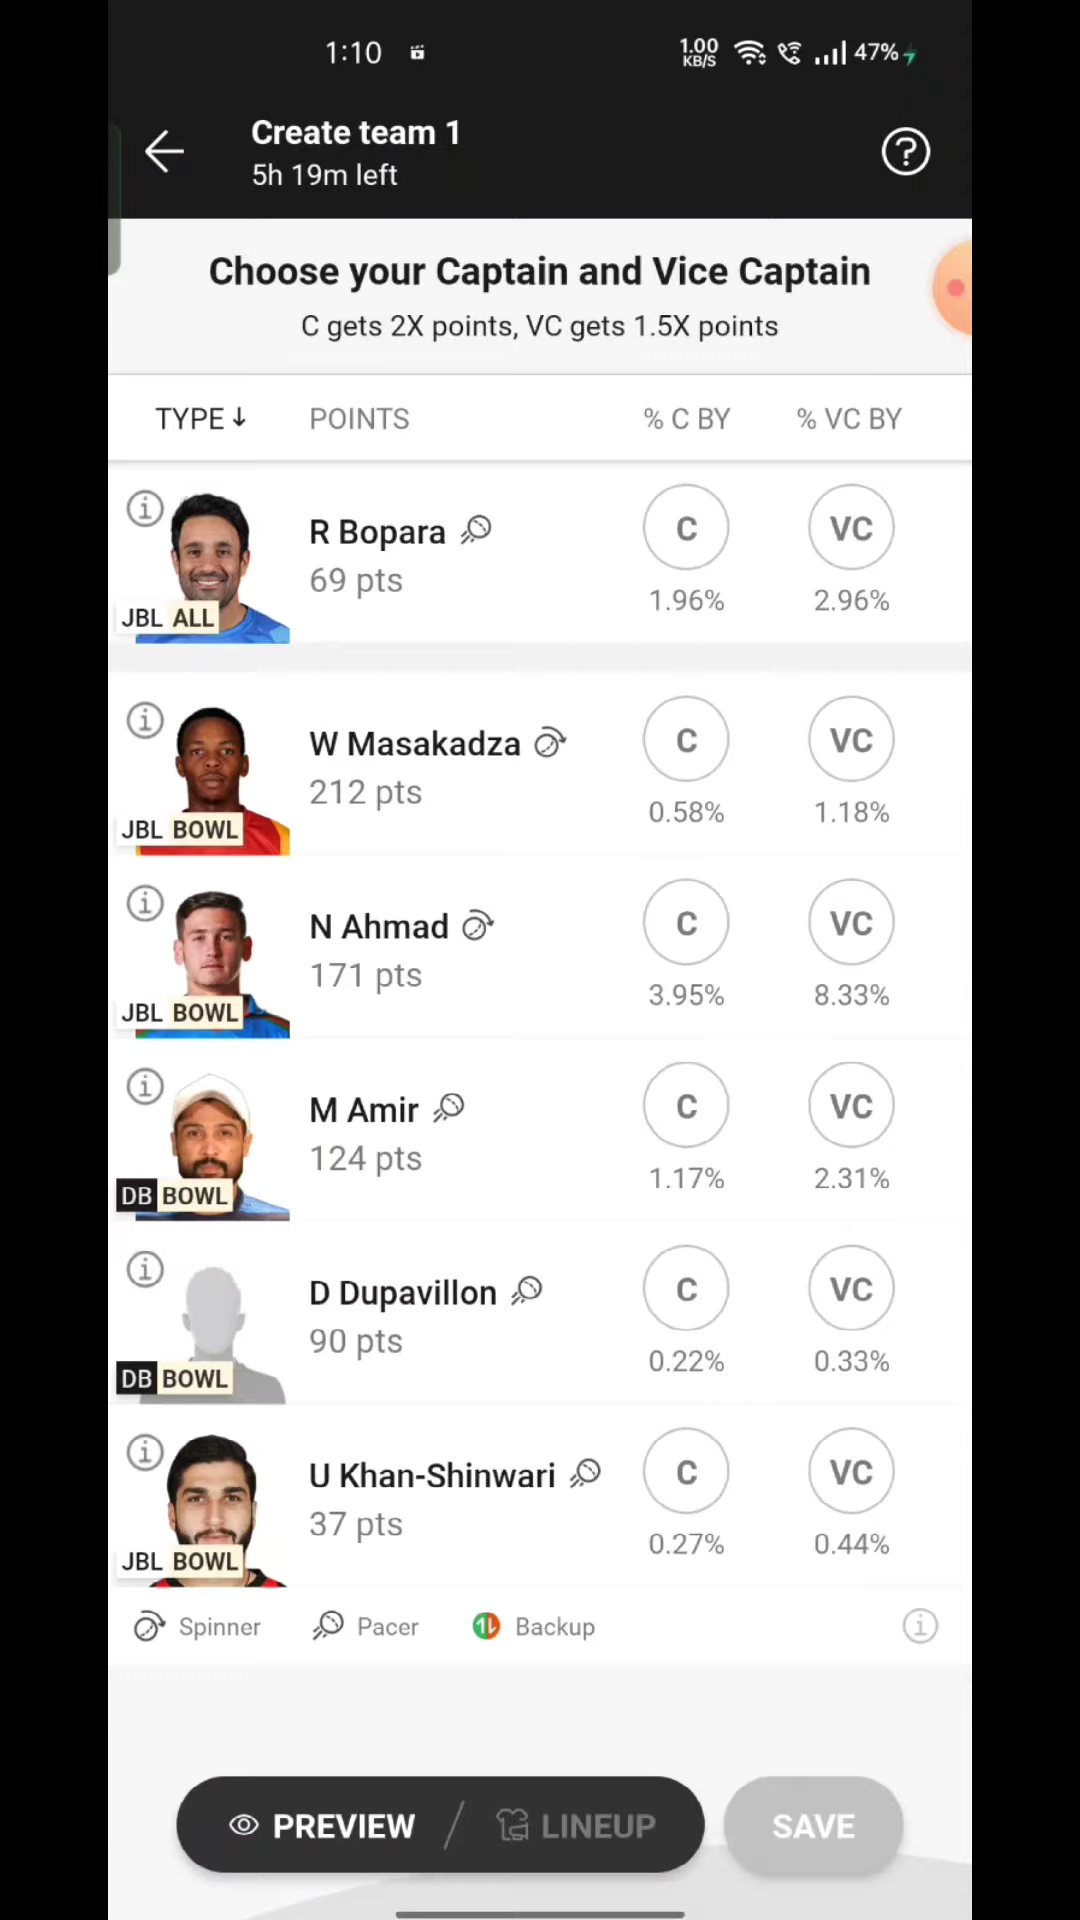 1:10
1.00 KB/S 47%
Create team 1
5h 19m left
Choose your Captain and Vice Captain
C gets 2X points, VC gets 1.5X points
TYPE↓ POINTS % C BY % VC BY
R Bopara C VC
69 pts 1.96% 2.96%
JBL ALL
W Masakadza C VC
212 pts 0.58% 1.18%
JBL BOWL
N Ahmad C VC
171 pts 3.95% 8.33%
JBL BOWL
M Amir C VC
124 pts 1.17% 2.31%
DB BOWL
D Dupavillon C VC
90 pts 0.22% 0.33%
DB BOWL
U Khan-Shinwari C VC
37 pts 0.27% 0.44%
JBL BOWL
Spinner Pacer Backup
PREVIEW / LINEUP SAVE